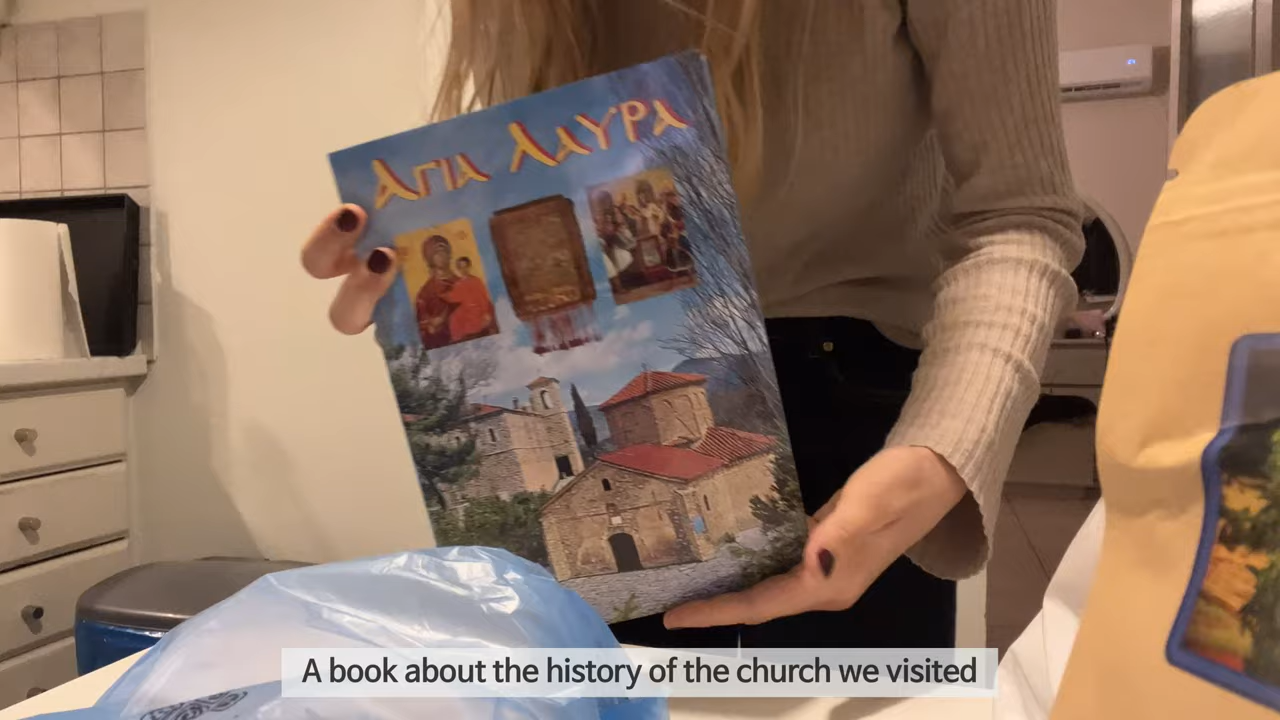 ΑΓΙΑ ΛΑΥΡΑ
A book about the history of the church we visited